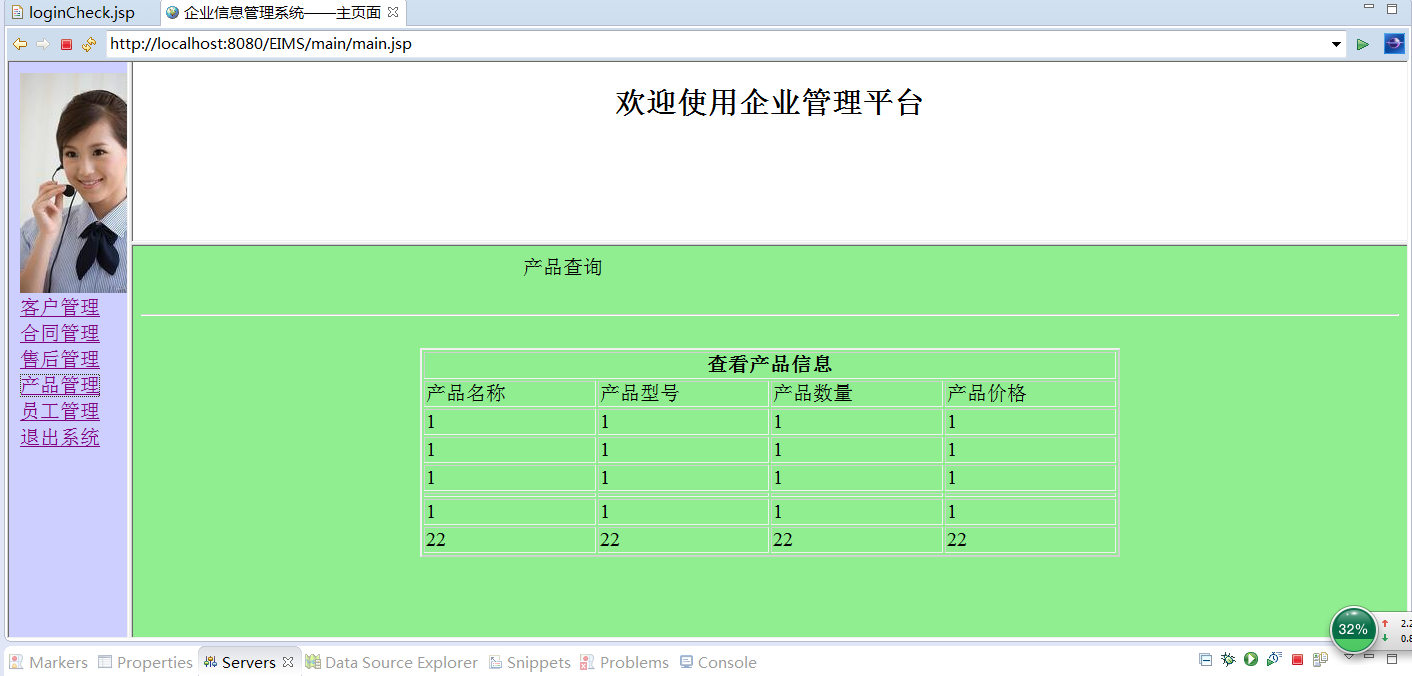 loginCheck.jsp 企业信息管理系统——主页面
http://localhost:8080/EIMS/main/main.jsp
欢迎使用企业管理平台
客户管理
合同管理
售后管理
产品管理
员工管理
退出系统
产品查询
查看产品信息
产品名称 产品型号 产品数量 产品价格
1 1 1 1
1 1 1 1
1 1 1 1
1 1 1 1
22 22 22 22
32%
Markers Properties Servers Data Source Explorer Snippets Problems Console